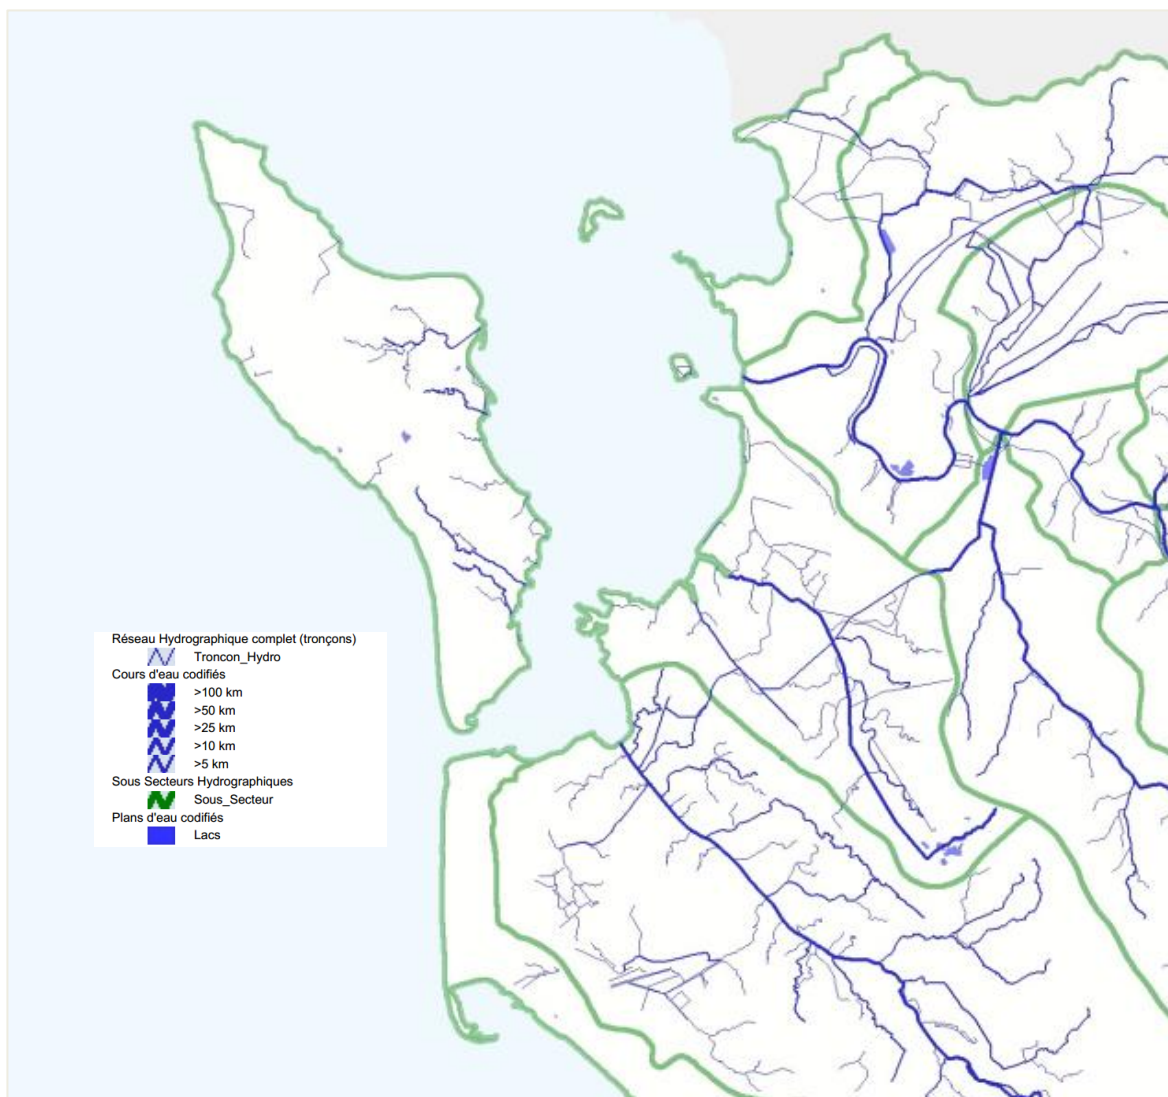 Réseau Hydrographique complet (tronçons)
Troncon_Hydro
Cours d'eau codifiés
>100 km
>50 km
>25 km
>10 km
>5 km
Sous Secteurs Hydrographiques
Sous_Secteur
Plans d'eau codifiés
Lacs